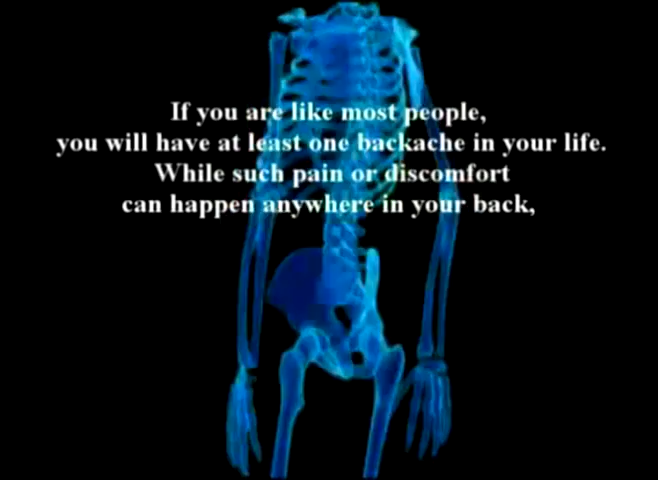 If you are like most people,
you will have at least one backache in your life.
While such pain or discomfort
can happen anywhere in your back,